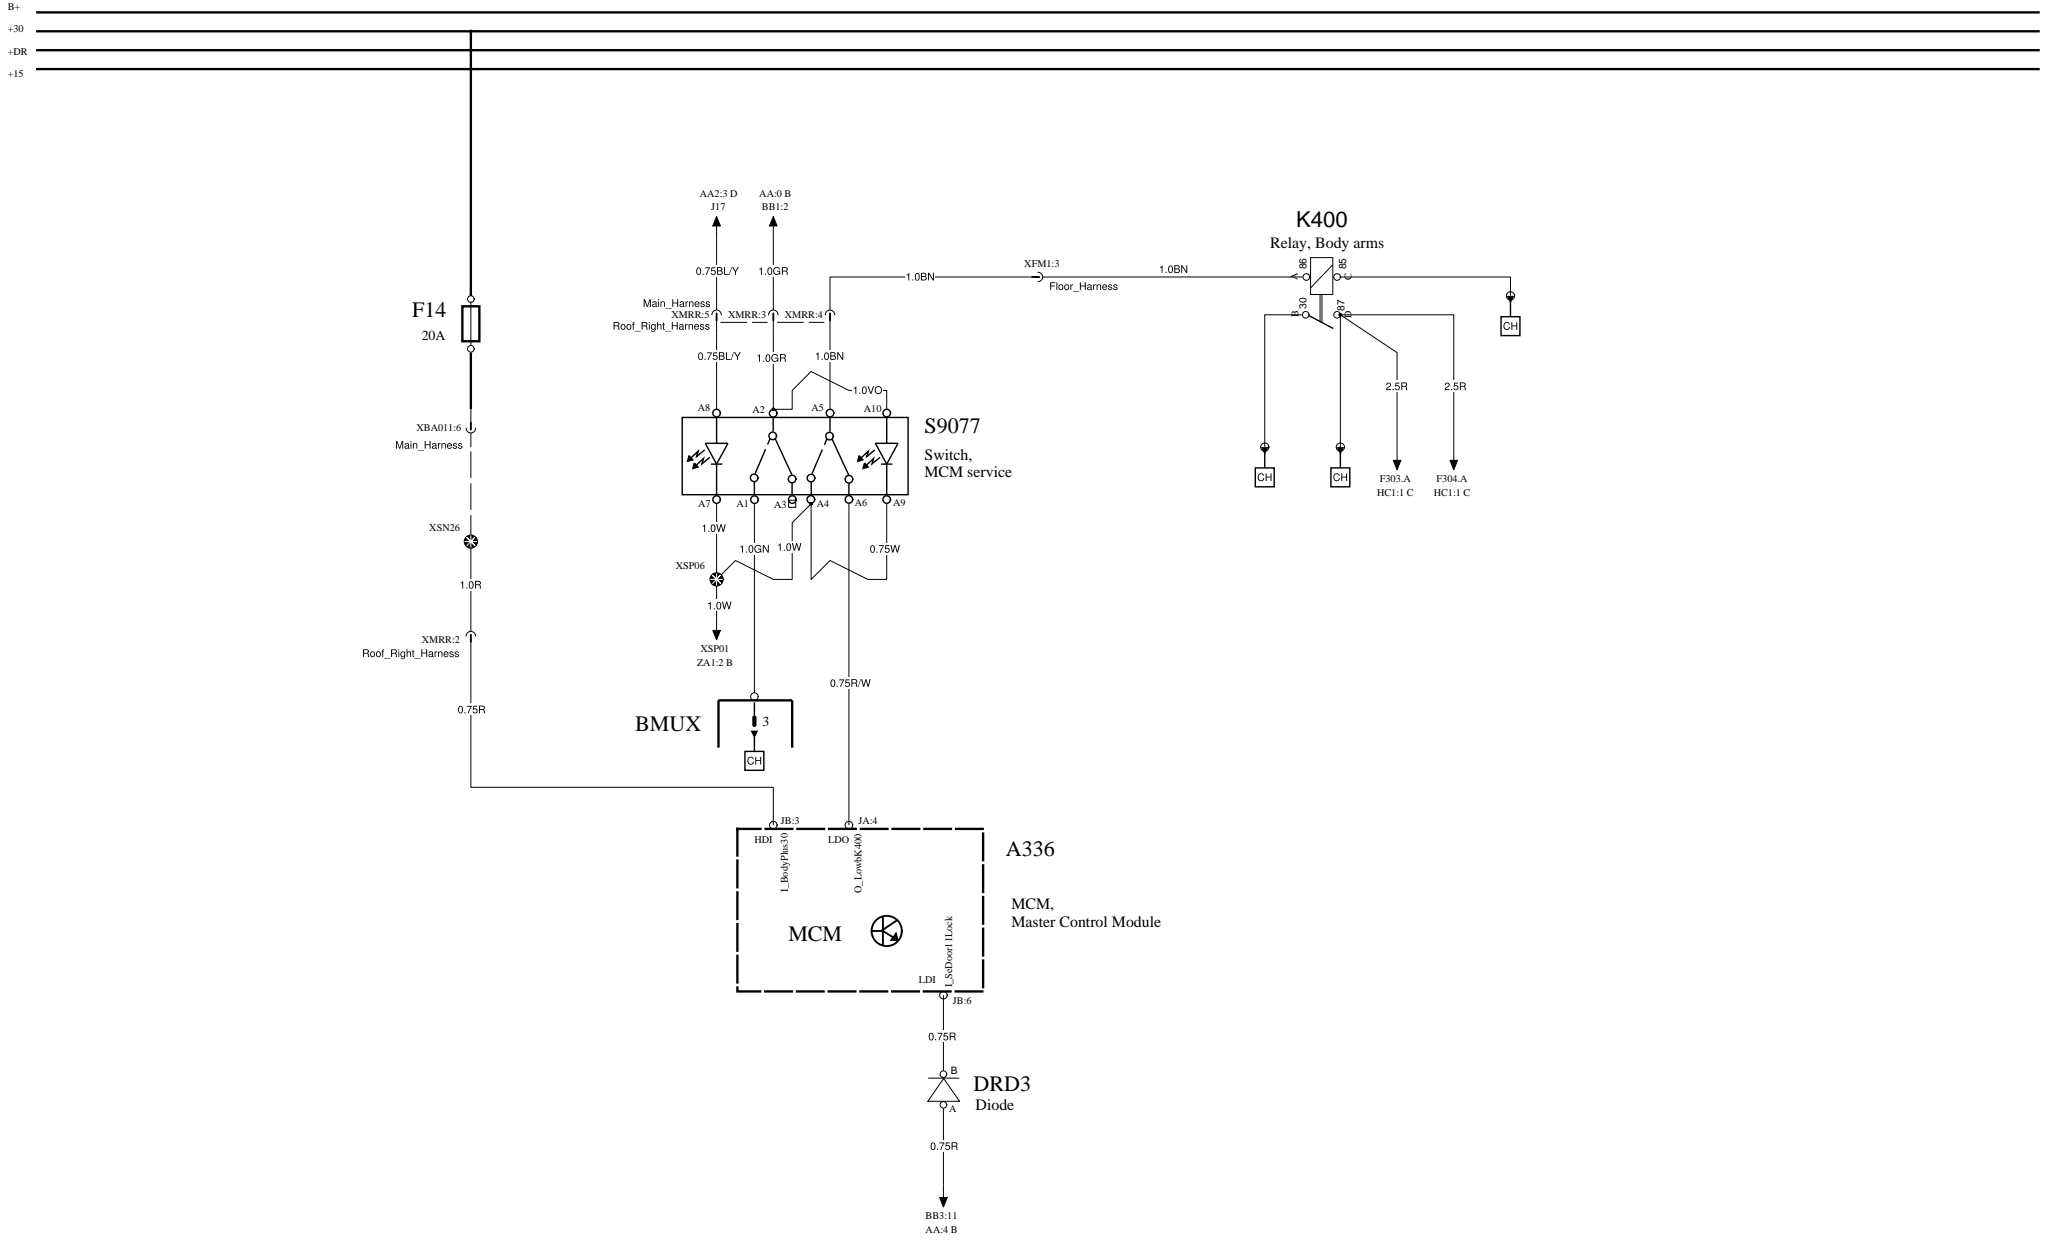 B+
+30
+DR
+15
AA2:3 D
J17
AA:0 B
BB1:2
K400
Relay, Body arms
0.75BL/Y
1.0GR
1.0BN
XFM1:3
Floor_Harness
1.0BN
A
86
85
C
B
30
87
D
CH
F14
20A
Main_Harness
XMRR:5
XMRR:3
XMRR:4
Roof_Right_Harness
0.75BL/Y
1.0GR
1.0BN
1.0VO
2.5R
2.5R
A8
A2
A5
A10
S9077
Switch,
MCM service
XBA011:6
Main_Harness
CH
CH
F303.A
HC1:1 C
F304.A
HC1:1 C
A7
A1
A3
A4
A6
A9
XSN26
1.0W
1.0GN
1.0W
0.75W
XSP06
1.0R
1.0W
XMRR:2
Roof_Right_Harness
XSP01
ZA1:2 B
0.75R/W
0.75R
BMUX
3
CH
JB:3
JA:4
HDI
I_BodyPlus30
LDO
O_LowbK400
A336
MCM,
Master Control Module
MCM
LDI
I_SeDoor11Lock
JB:6
0.75R
B
DRD3
Diode
A
0.75R
BB3:11
AA:4 B